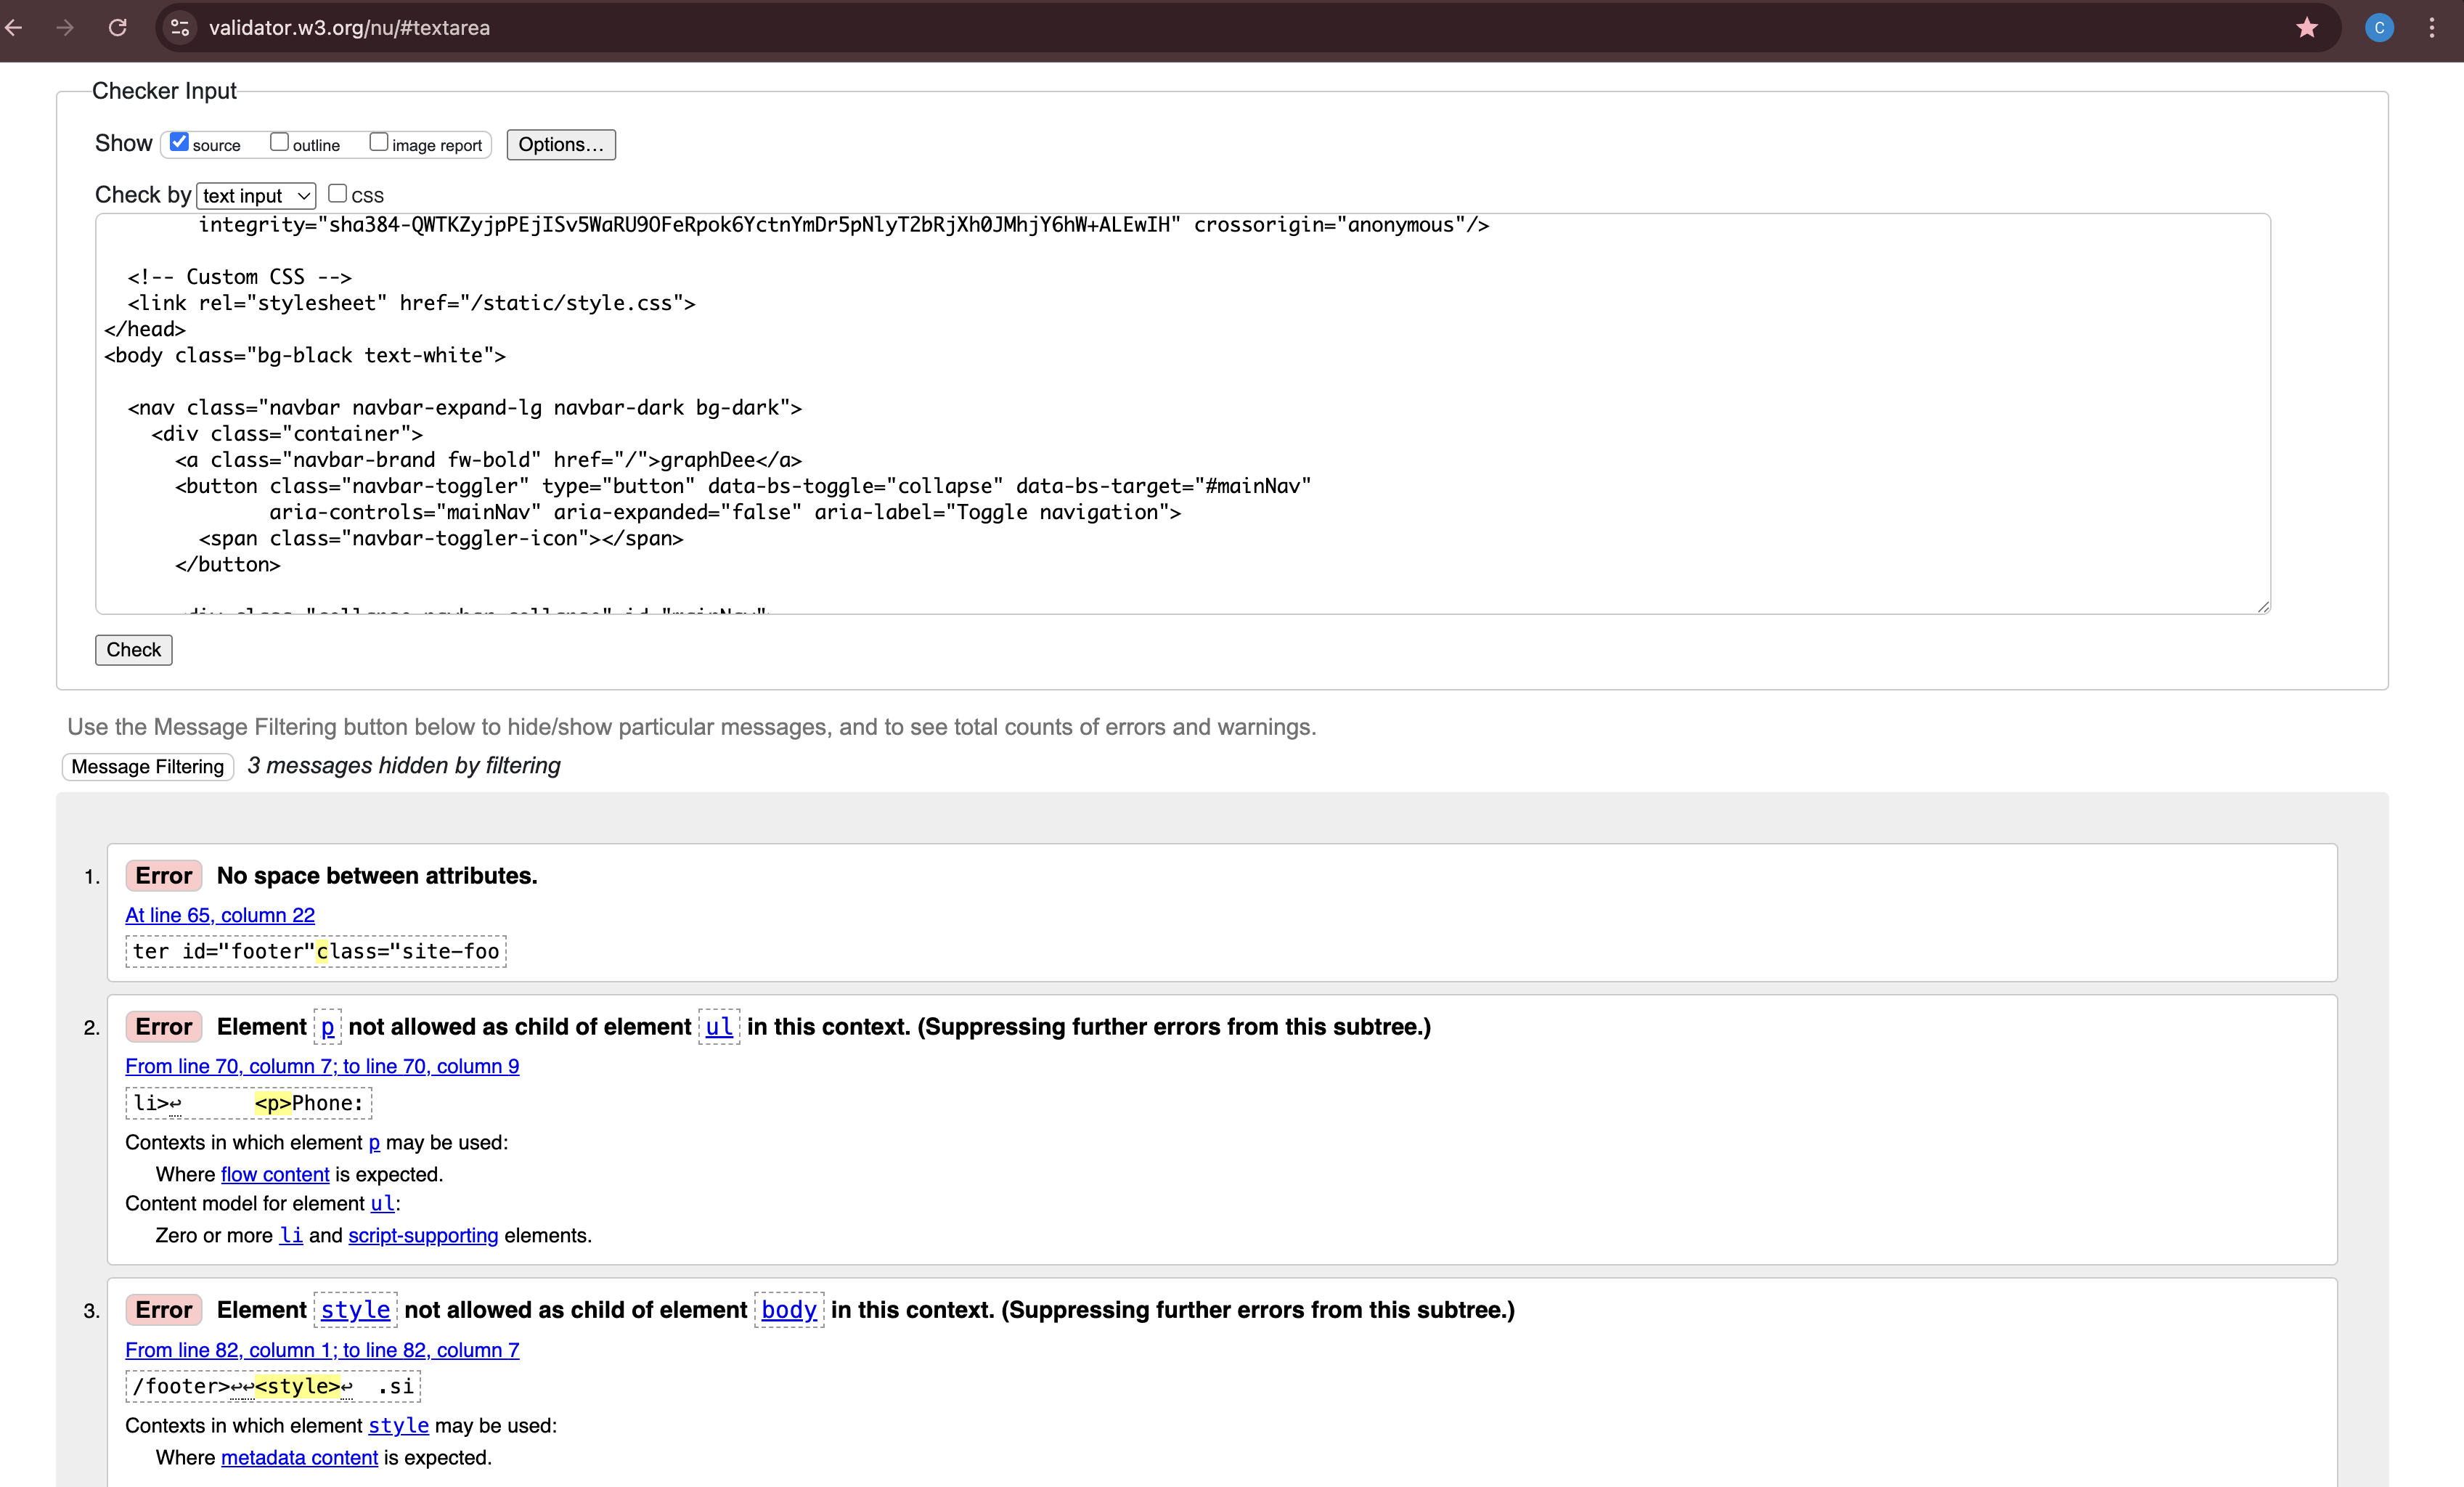 validator.w3.org/nu/#textarea
C
Checker Input
Show source outline image report Options...
Check by text input CSS
integrity="sha384-QWTKZyjpPEjISv5WaRU9OFeRpok6YctnYmDr5pNlyT2bRjXh0JMhjY6hW+ALEwIH" crossorigin="anonymous"/>
<!-- Custom CSS -->
<link rel="stylesheet" href="/static/style.css">
</head>
<body class="bg-black text-white">
<nav class="navbar navbar-expand-lg navbar-dark bg-dark">
<div class="container">
<a class="navbar-brand fw-bold" href="/">graphDee</a>
<button class="navbar-toggler" type="button" data-bs-toggle="collapse" data-bs-target="#mainNav"
aria-controls="mainNav" aria-expanded="false" aria-label="Toggle navigation">
<span class="navbar-toggler-icon"></span>
</button>
<div class="collapse navbar-collapse" id="mainNav">
Check
Use the Message Filtering button below to hide/show particular messages, and to see total counts of errors and warnings.
Message Filtering 3 messages hidden by filtering
1. Error No space between attributes.
At line 65, column 22
ter id="footer"class="site-foo
2. Error Element p not allowed as child of element ul in this context. (Suppressing further errors from this subtree.)
From line 70, column 7; to line 70, column 9
li>↩ <p>Phone:
Contexts in which element p may be used:
Where flow content is expected.
Content model for element ul:
Zero or more li and script-supporting elements.
3. Error Element style not allowed as child of element body in this context. (Suppressing further errors from this subtree.)
From line 82, column 1; to line 82, column 7
/footer>↩↩<style>↩ .si
Contexts in which element style may be used:
Where metadata content is expected.